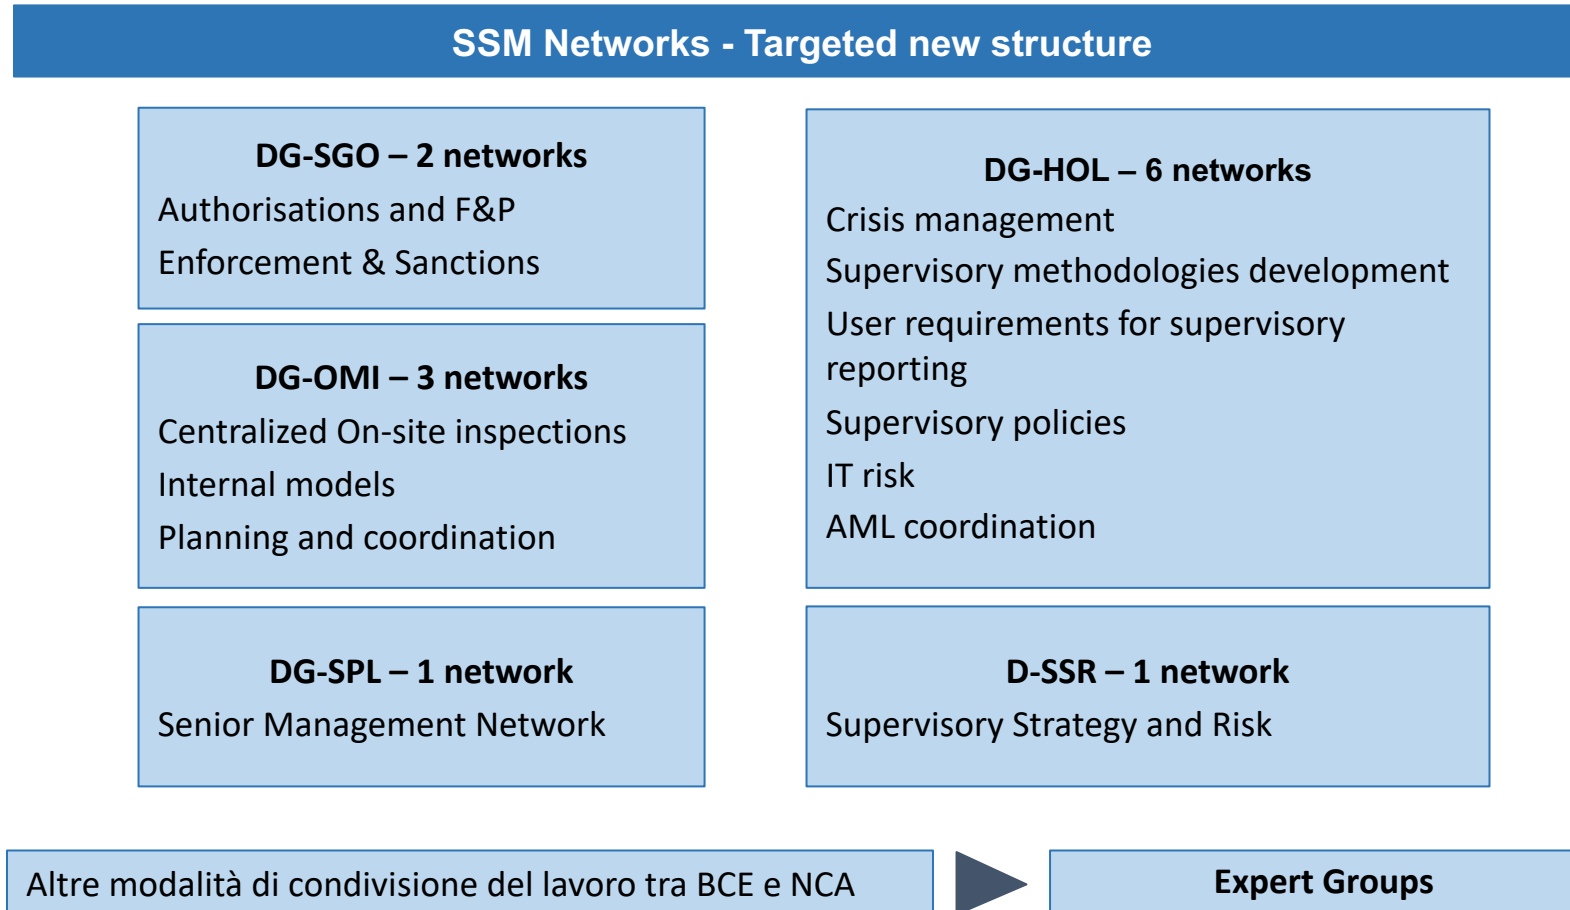 SSM Networks - Targeted new structure
DG-SGO – 2 networks
Authorisations and F&P
Enforcement & Sanctions
DG-OMI – 3 networks
Centralized On-site inspections
Internal models
Planning and coordination
DG-SPL – 1 network
Senior Management Network
DG-HOL – 6 networks
Crisis management
Supervisory methodologies development
User requirements for supervisory
reporting
Supervisory policies
IT risk
AML coordination
D-SSR – 1 network
Supervisory Strategy and Risk
Altre modalità di condivisione del lavoro tra BCE e NCA
Expert Groups